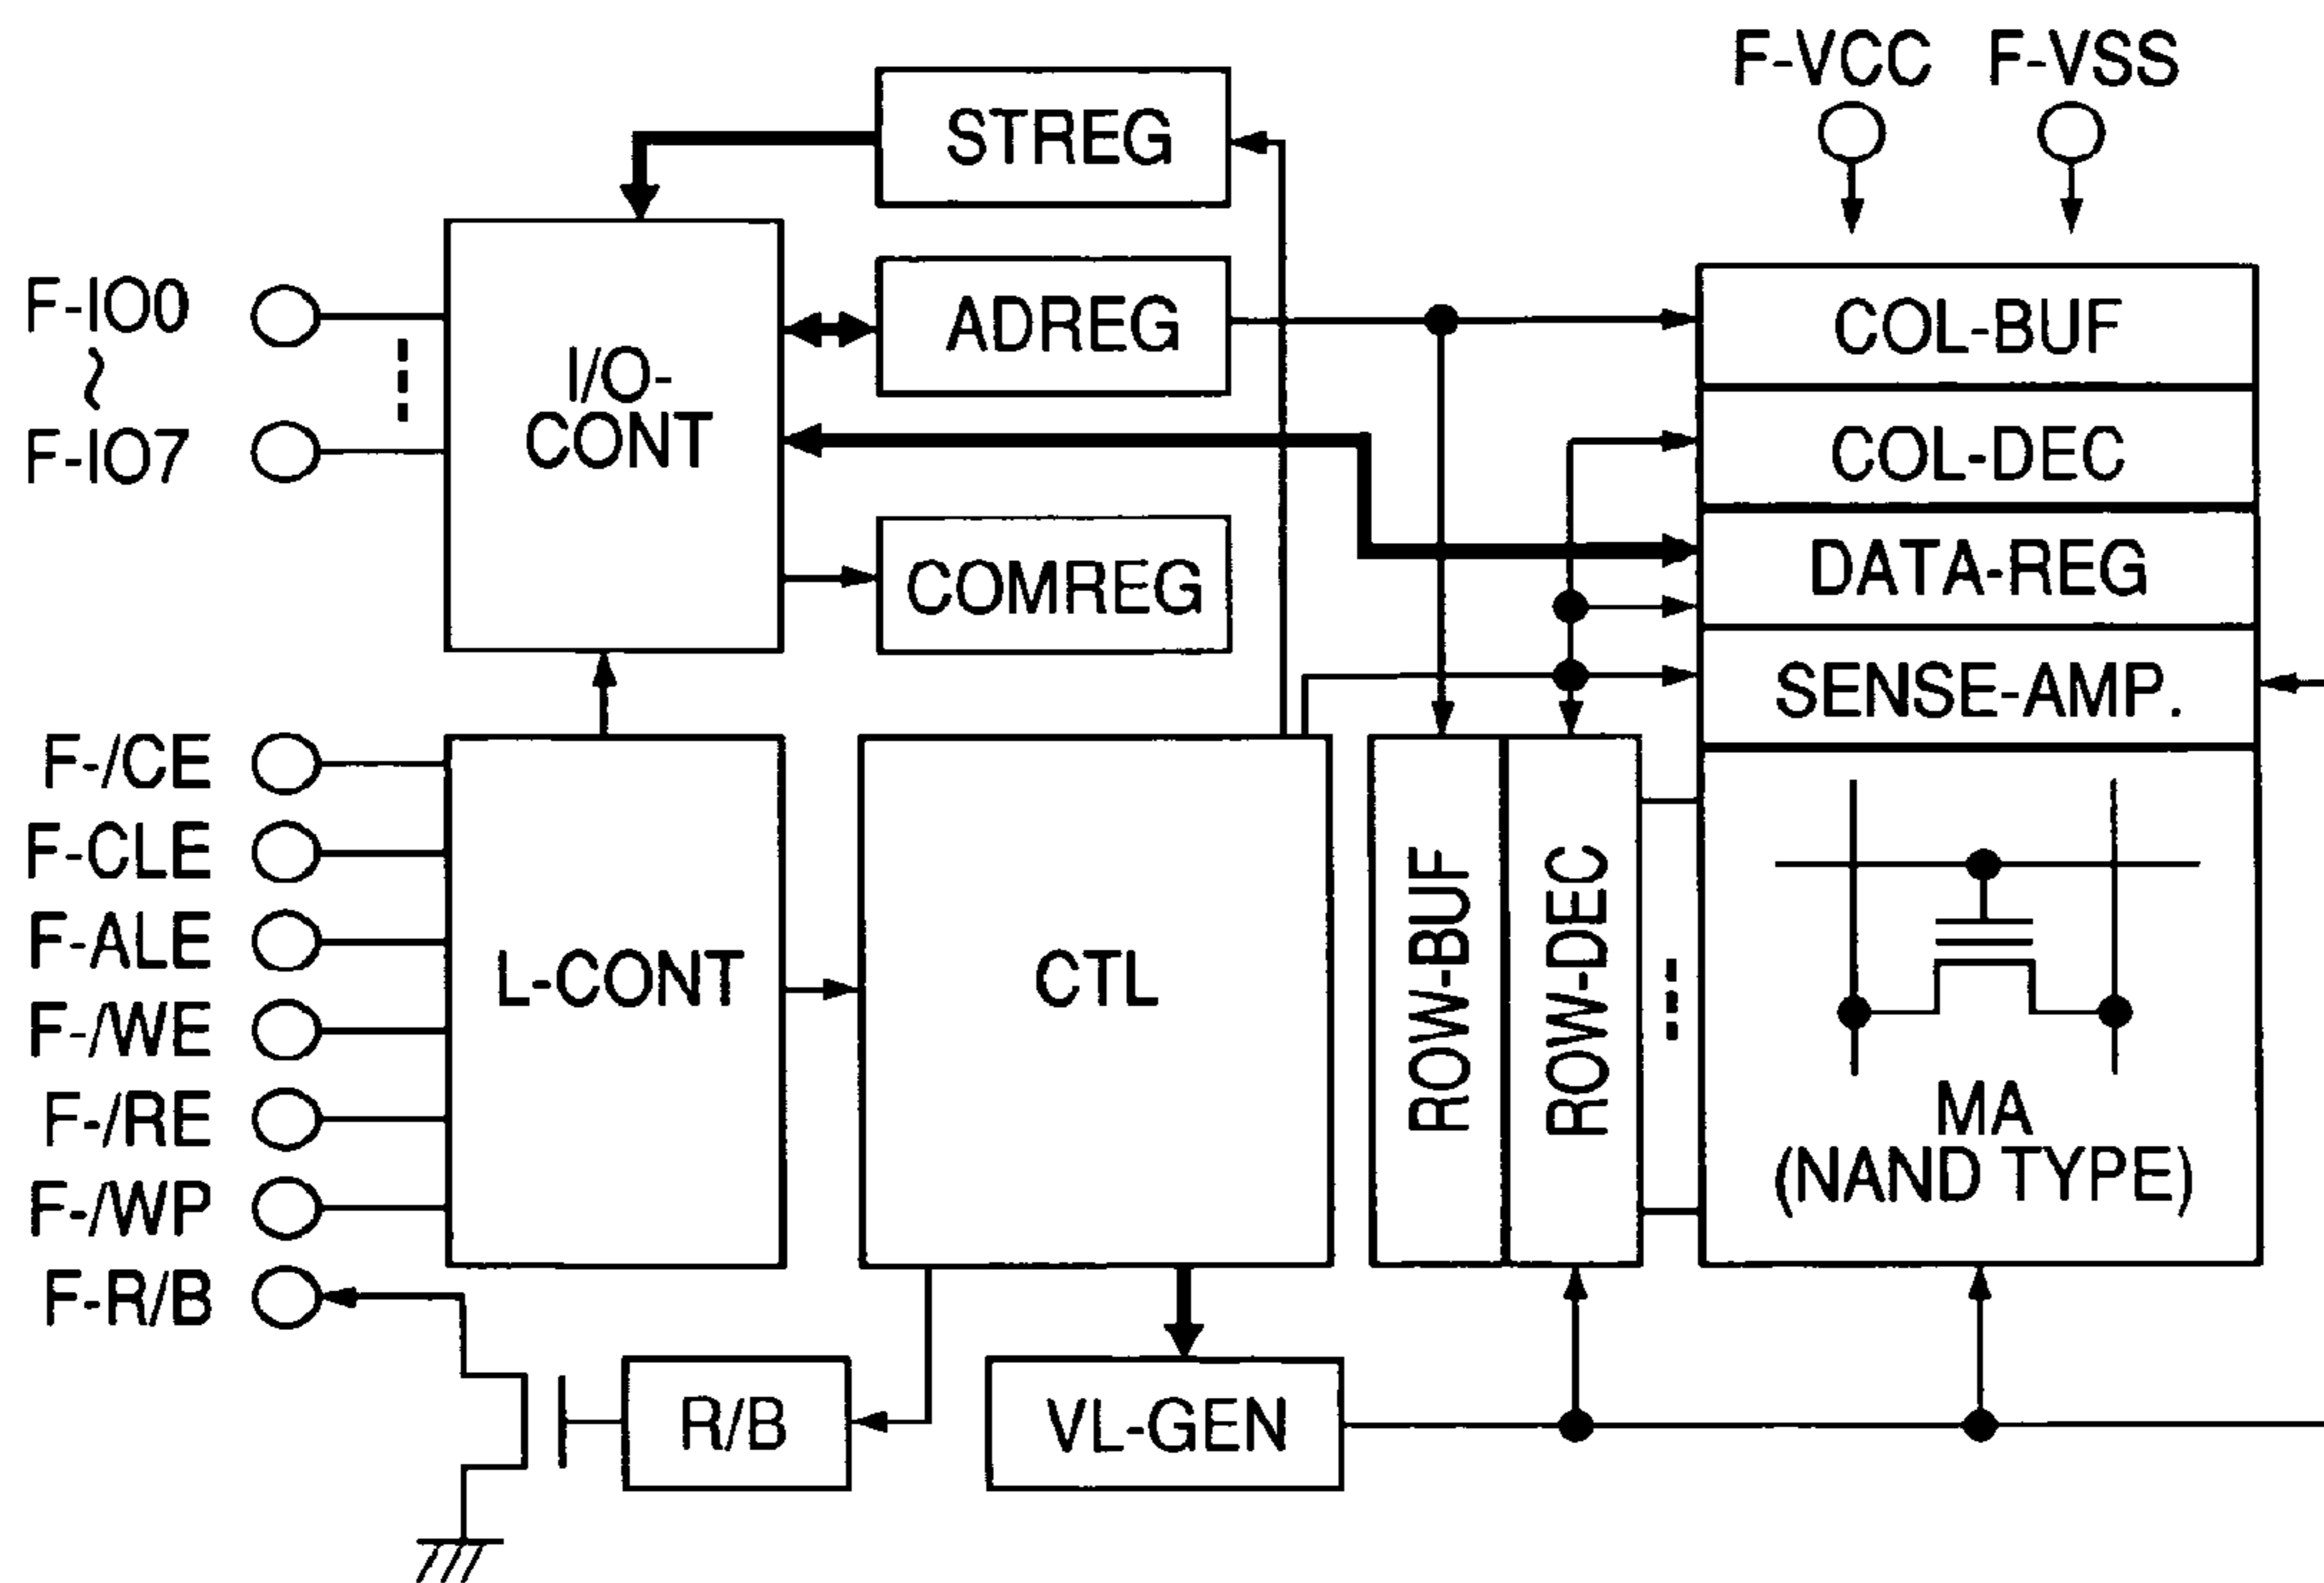 F-VCC
F-VSS
STREG
F-IO0
~
F-IO7
I/O-
CONT
ADREG
COMREG
COL-BUF
COL-DEC
DATA-REG
SENSE-AMP.
F-/CE
F-CLE
F-ALE
F-/WE
F-/RE
F-/WP
F-R/B
L-CONT
CTL
ROW-BUF
ROW-DEC
MA
(NAND TYPE)
R/B
VL-GEN